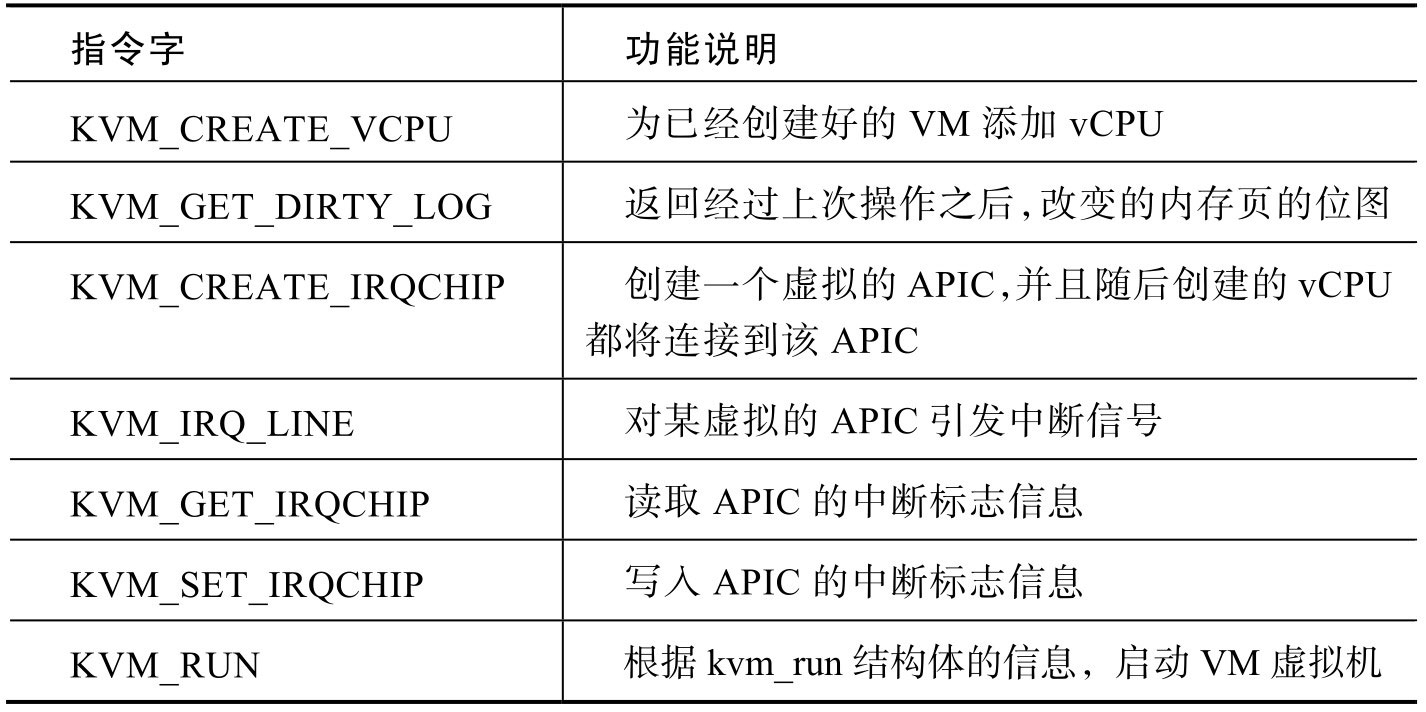 指令字 功能说明
KVM_CREATE_VCPU 为已经创建好的 VM 添加 vCPU
KVM_GET_DIRTY_LOG 返回经过上次操作之后,改变的内存页的位图
KVM_CREATE_IRQCHIP 创建一个虚拟的 APIC,并且随后创建的 vCPU
都将连接到该 APIC
KVM_IRQ_LINE 对某虚拟的 APIC 引发中断信号
KVM_GET_IRQCHIP 读取 APIC 的中断标志信息
KVM_SET_IRQCHIP 写入 APIC 的中断标志信息
KVM_RUN 根据 kvm_run 结构体的信息, 启动 VM 虚拟机